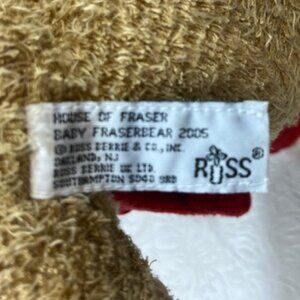 HOUSE OF FRASER
BABY FRASERBEAR 2005
© RUSS BERRIE & CO., INC.
OAKLAND, NJ
RUSS BERRIE UK LTD.
SOUTHAMPTON SO40 9RD
RUSS®